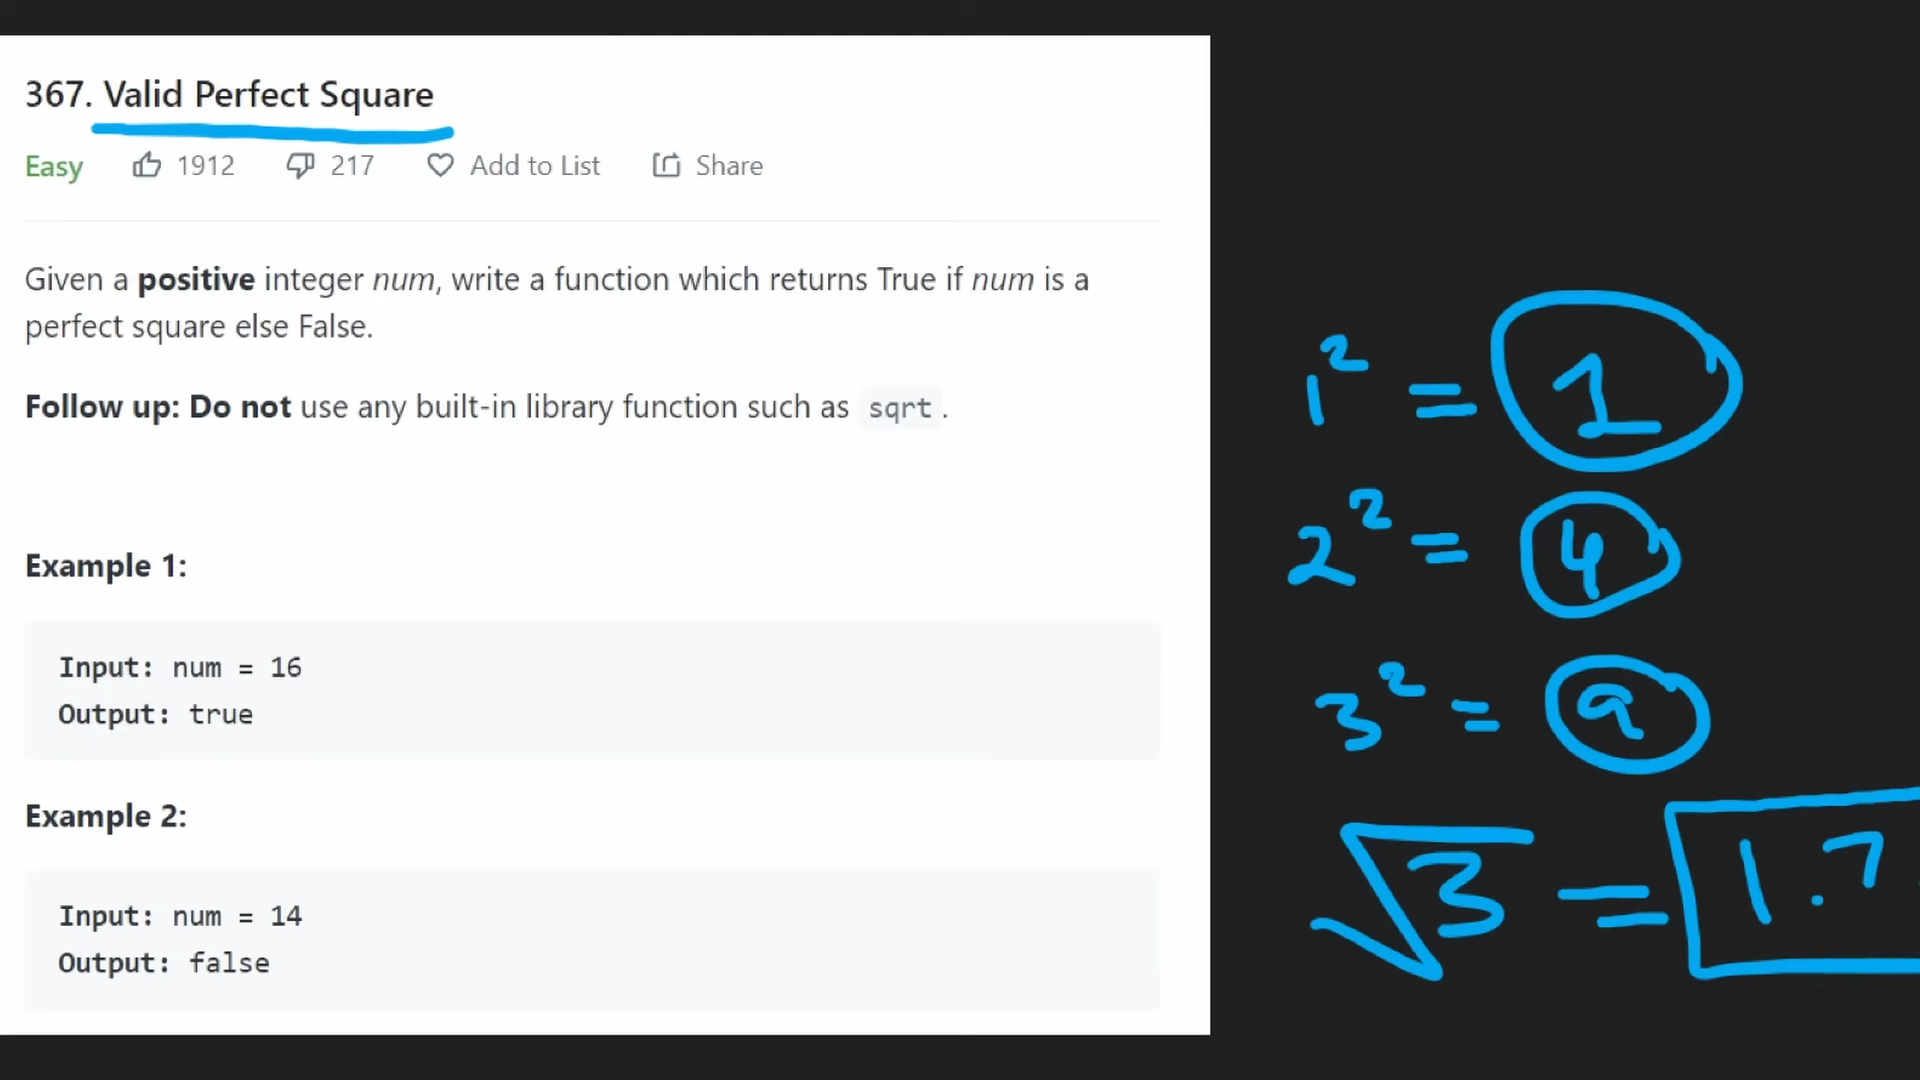 367. Valid Perfect Square
Easy 1912 217 Add to List Share
Given a positive integer num, write a function which returns True if num is a
perfect square else False.
Follow up: Do not use any built-in library function such as sqrt.
Example 1:
Input: num = 16
Output: true
Example 2:
Input: num = 14
Output: false
1² = 1
2² = 4
3² = 9
√3 = 1.7